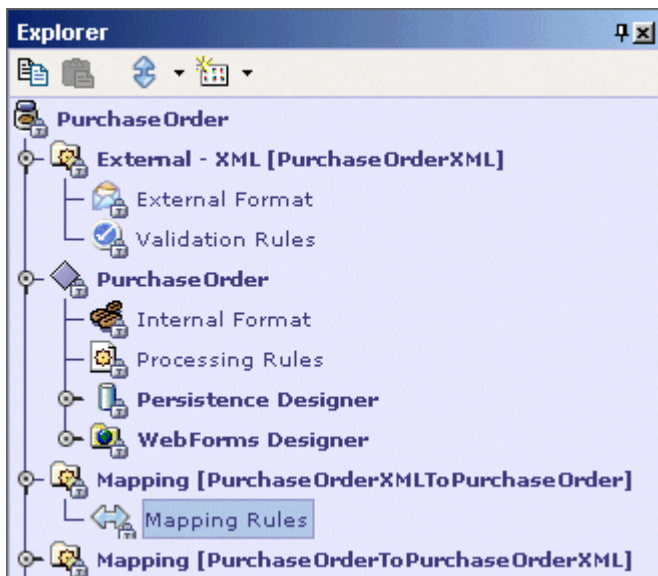 Explorer
PurchaseOrder
External - XML [PurchaseOrderXML]
External Format
Validation Rules
PurchaseOrder
Internal Format
Processing Rules
Persistence Designer
WebForms Designer
Mapping [PurchaseOrderXMLToPurchaseOrder]
Mapping Rules
Mapping [PurchaseOrderToPurchaseOrderXML]